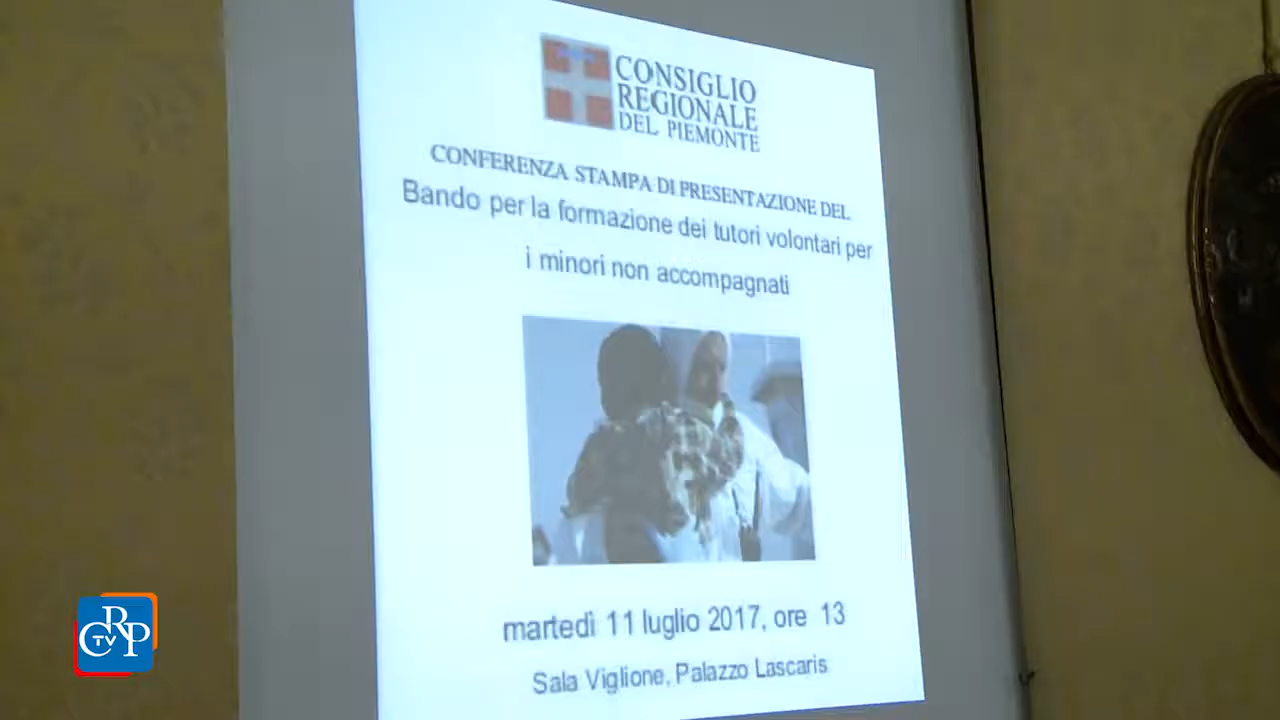 CONSIGLIO
REGIONALE
DEL PIEMONTE
CONFERENZA STAMPA DI PRESENTAZIONE DEL
Bando per la formazione dei tutori volontari per
i minori non accompagnati
martedì 11 luglio 2017, ore 13
Sala Viglione, Palazzo Lascaris
CRP
TV